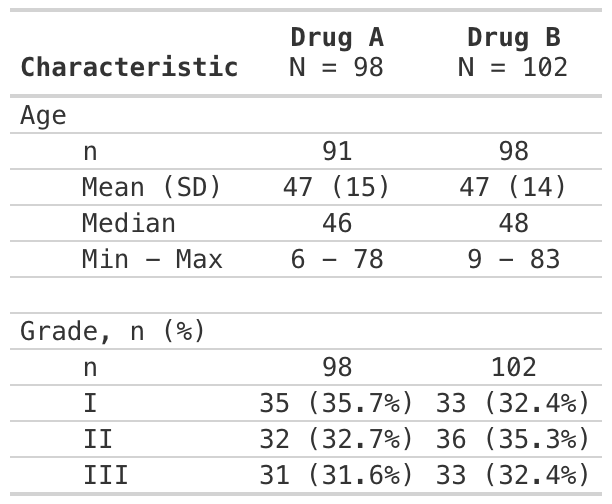 Characteristic Drug A N = 98 Drug B N = 102
Age
n 91 98
Mean (SD) 47 (15) 47 (14)
Median 46 48
Min – Max 6 – 78 9 – 83
Grade, n (%)
n 98 102
I 35 (35.7%) 33 (32.4%)
II 32 (32.7%) 36 (35.3%)
III 31 (31.6%) 33 (32.4%)